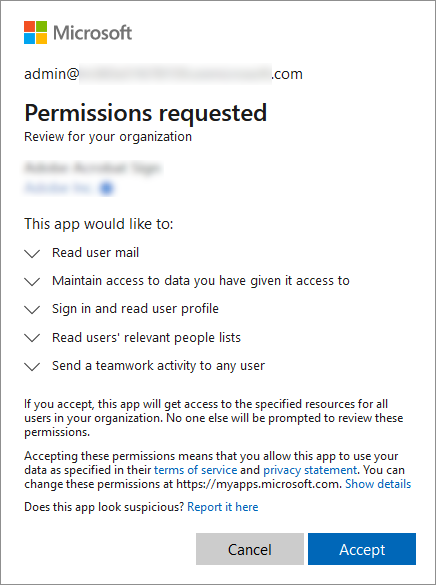 Microsoft
admin@ .com
Permissions requested
Review for your organization
Adobe Acrobat Sign
Adobe Inc.
This app would like to:
Read user mail
Maintain access to data you have given it access to
Sign in and read user profile
Read users' relevant people lists
Send a teamwork activity to any user
If you accept, this app will get access to the specified resources for all
users in your organization. No one else will be prompted to review these
permissions.
Accepting these permissions means that you allow this app to use your
data as specified in their terms of service and privacy statement. You can
change these permissions at https://myapps.microsoft.com. Show details
Does this app look suspicious? Report it here
Cancel
Accept